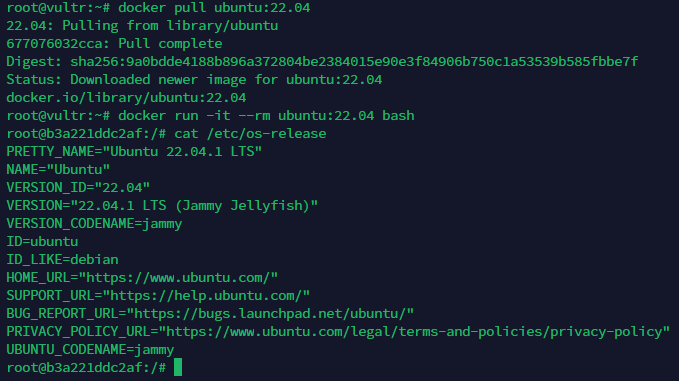 root@vultr:~# docker pull ubuntu:22.04
22.04: Pulling from library/ubuntu
677076032cca: Pull complete
Digest: sha256:9a0bdde4188b896a372804be2384015e90e3f84906b750c1a53539b585fbbe7f
Status: Downloaded newer image for ubuntu:22.04
docker.io/library/ubuntu:22.04
root@vultr:~# docker run -it --rm ubuntu:22.04 bash
root@b3a221ddc2af:/# cat /etc/os-release
PRETTY_NAME="Ubuntu 22.04.1 LTS"
NAME="Ubuntu"
VERSION_ID="22.04"
VERSION="22.04.1 LTS (Jammy Jellyfish)"
VERSION_CODENAME=jammy
ID=ubuntu
ID_LIKE=debian
HOME_URL="https://www.ubuntu.com/"
SUPPORT_URL="https://help.ubuntu.com/"
BUG_REPORT_URL="https://bugs.launchpad.net/ubuntu/"
PRIVACY_POLICY_URL="https://www.ubuntu.com/legal/terms-and-policies/privacy-policy"
UBUNTU_CODENAME=jammy
root@b3a221ddc2af:/#